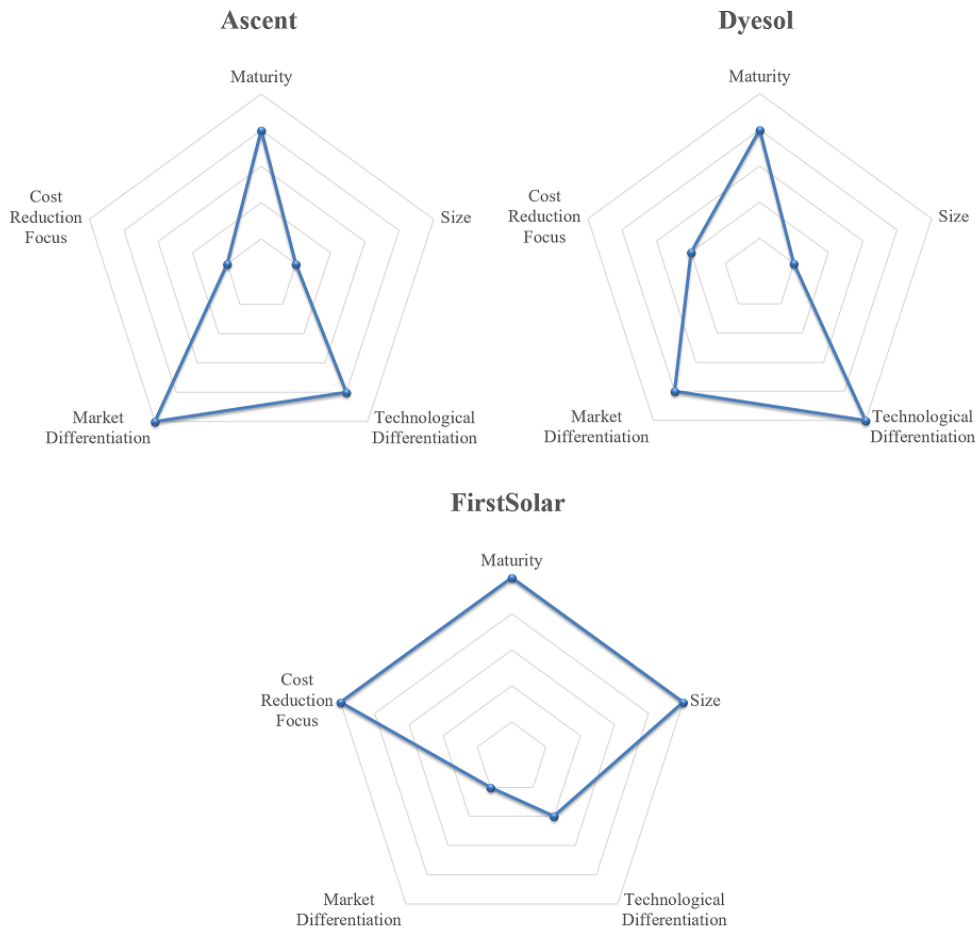 Ascent
Maturity
Cost
Reduction
Focus
Size
Market
Differentiation
Technological
Differentiation
Dyesol
Maturity
Cost
Reduction
Focus
Size
Market
Differentiation
Technological
Differentiation
FirstSolar
Maturity
Cost
Reduction
Focus
Size
Market
Differentiation
Technological
Differentiation